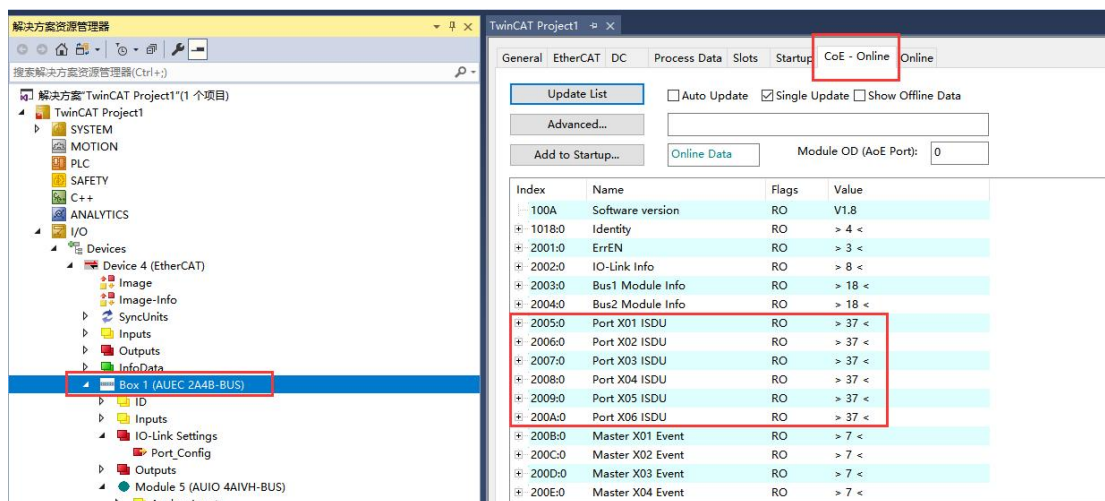 解决方案资源管理器
搜索解决方案资源管理器(Ctrl+;)
解决方案"TwinCAT Project1"(1 个项目)
TwinCAT Project1
SYSTEM
MOTION
PLC
SAFETY
C++
ANALYTICS
I/O
Devices
Device 4 (EtherCAT)
Image
Image-Info
SyncUnits
Inputs
Outputs
InfoData
Box 1 (AUEC 2A4B-BUS)
ID
Inputs
IO-Link Settings
Port_Config
Outputs
Module 5 (AUIO 4AIVH-BUS)
TwinCAT Project1
General EtherCAT DC Process Data Slots Startup CoE - Online Online
Update List Auto Update Single Update Show Offline Data
Advanced...
Add to Startup... Online Data Module OD (AoE Port): 0
Index Name Flags Value
100A Software version RO V1.8
1018:0 Identity RO > 4 <
2001:0 ErrEN RO > 3 <
2002:0 IO-Link Info RO > 8 <
2003:0 Bus1 Module Info RO > 18 <
2004:0 Bus2 Module Info RO > 18 <
2005:0 Port X01 ISDU RO > 37 <
2006:0 Port X02 ISDU RO > 37 <
2007:0 Port X03 ISDU RO > 37 <
2008:0 Port X04 ISDU RO > 37 <
2009:0 Port X05 ISDU RO > 37 <
200A:0 Port X06 ISDU RO > 37 <
200B:0 Master X01 Event RO > 7 <
200C:0 Master X02 Event RO > 7 <
200D:0 Master X03 Event RO > 7 <
200E:0 Master X04 Event RO > 7 <